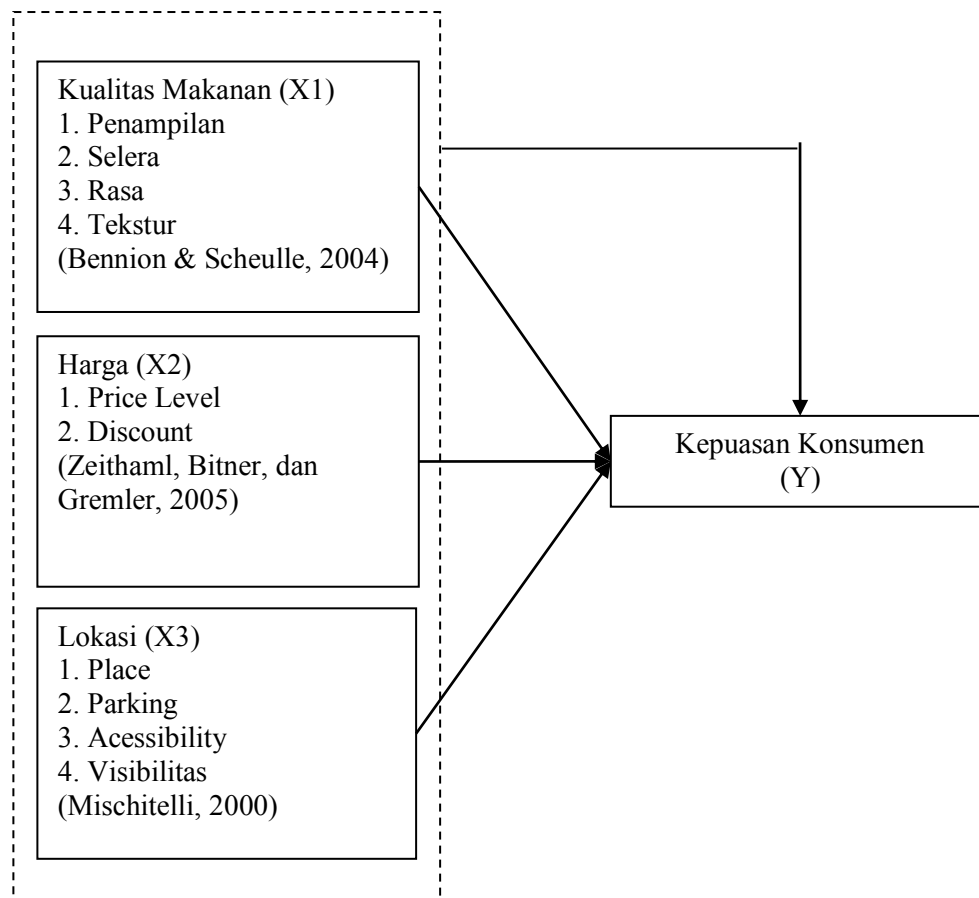 Kualitas Makanan (X1)
1. Penampilan
2. Selera
3. Rasa
4. Tekstur
(Bennion & Scheulle, 2004)
Harga (X2)
1. Price Level
2. Discount
(Zeithaml, Bitner, dan
Gremler, 2005)
Kepuasan Konsumen
(Y)
Lokasi (X3)
1. Place
2. Parking
3. Acessibility
4. Visibilitas
(Mischitelli, 2000)